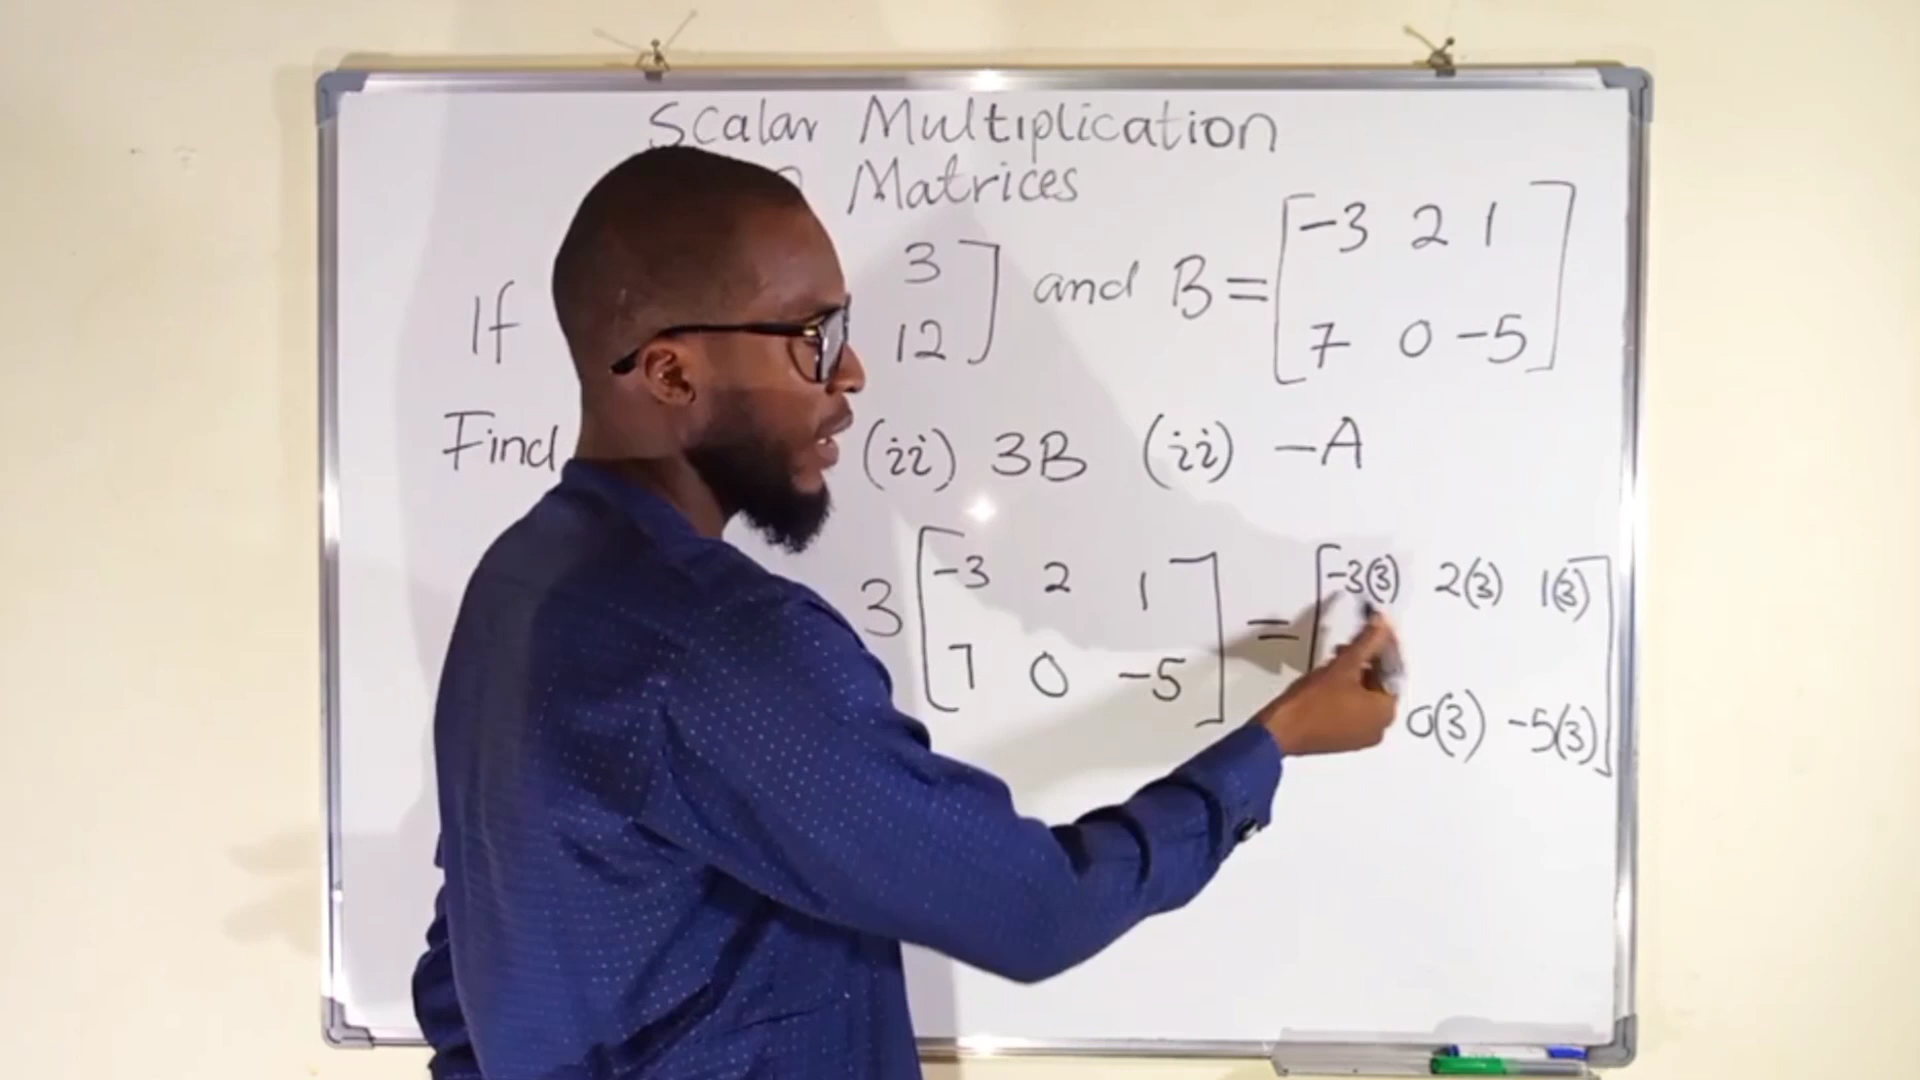 Scalar Multiplication
Matrices
If 3 12 ] and B = [ -3 2 1 7 0 -5 ]
Find (ii) 3B (ii) -A
3 [ -3 2 1 7 0 -5 ] = [ -3(3) 2(3) 1(3) 0(3) -5(3) ]